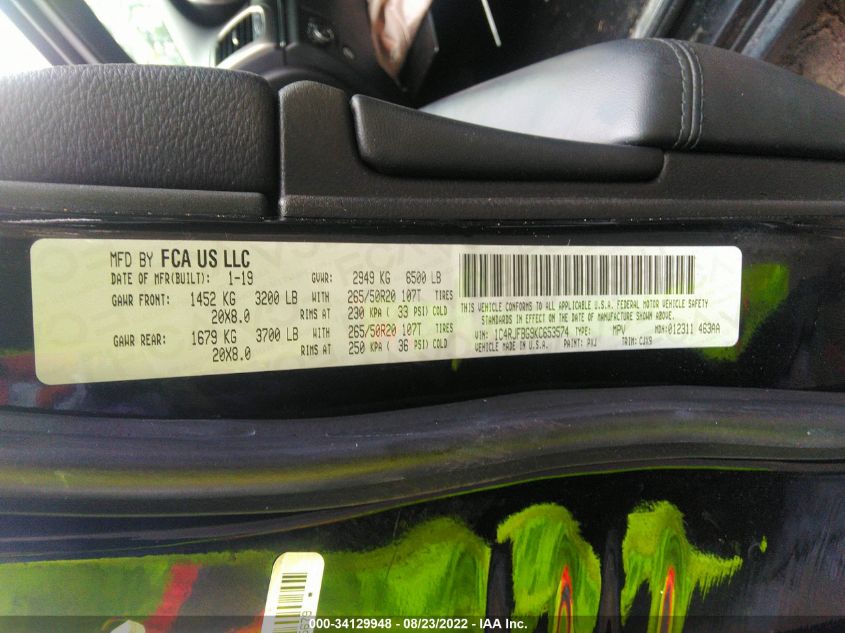 MFD BY FCA US LLC
DATE OF MFR(BUILT): 1-19 GVWR: 2949 KG 6500 LB
GAWR FRONT: 1452 KG 3200 LB WITH 265/50R20 107T TIRES
20X8.0 RIMS AT 230 KPA ( 33 PSI) COLD
GAWR REAR: 1679 KG 3700 LB WITH 265/50R20 107T TIRES
20X8.0 RIMS AT 250 KPA ( 36 PSI) COLD
THIS VEHICLE CONFORMS TO ALL APPLICABLE U.S.A. FEDERAL MOTOR VEHICLE SAFETY
STANDARDS IN EFFECT ON THE DATE OF MANUFACTURE SHOWN ABOVE.
VIN: 1C4RJFBG9KC653574 TYPE: MPV MDH:012311 463AA
VEHICLE MADE IN U.S.A. PAINT: PXJ TRIM: CJX9
000-34129948 - 08/23/2022 - IAA Inc.